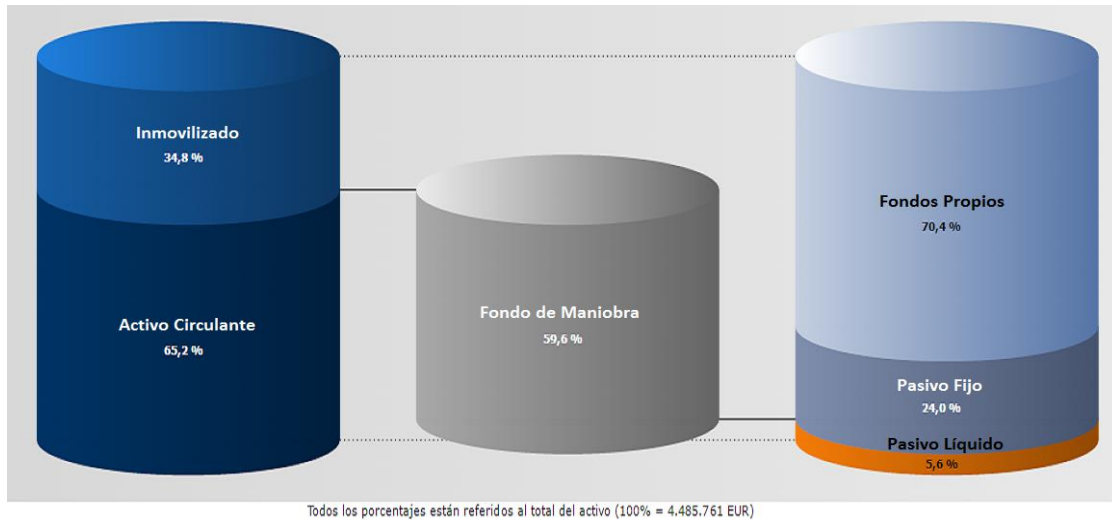 Inmovilizado
34,8 %
Activo Circulante
65,2 %
Fondo de Maniobra
59,6 %
Fondos Propios
70,4 %
Pasivo Fijo
24,0 %
Pasivo Líquido
5,6 %
Todos los porcentajes están referidos al total del activo (100% = 4.485.761 EUR)